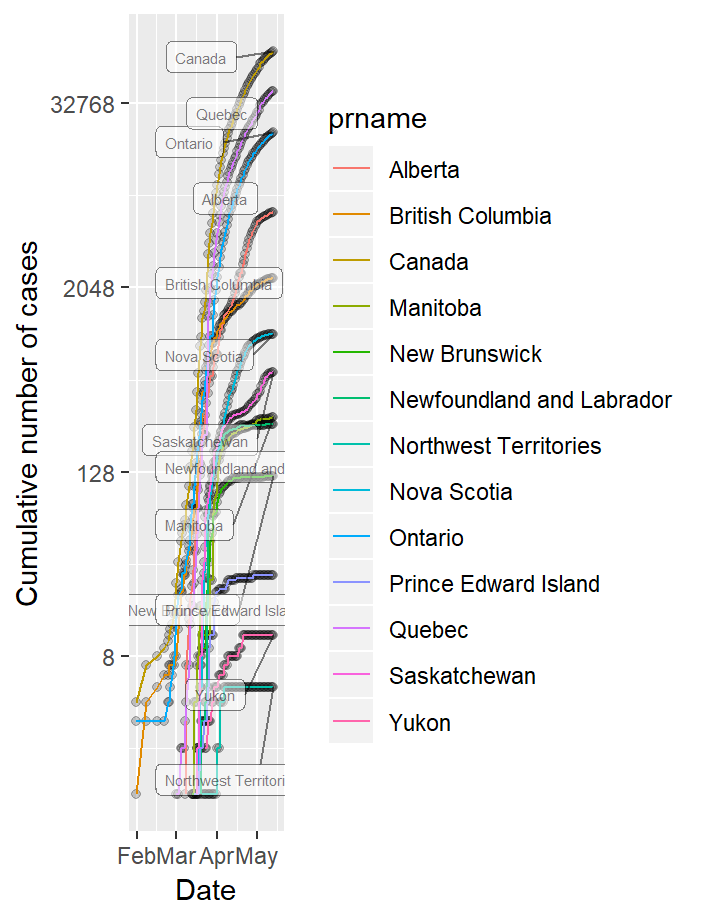 Cumulative number of cases
32768
2048
128
8
Canada
Quebec
Ontario
Alberta
British Columbia
Nova Scotia
Saskatchewan
Newfoundland and
Manitoba
New
Prince Edward Isla
Yukon
Northwest Territori
Feb Mar Apr May
Date
prname
Alberta
British Columbia
Canada
Manitoba
New Brunswick
Newfoundland and Labrador
Northwest Territories
Nova Scotia
Ontario
Prince Edward Island
Quebec
Saskatchewan
Yukon